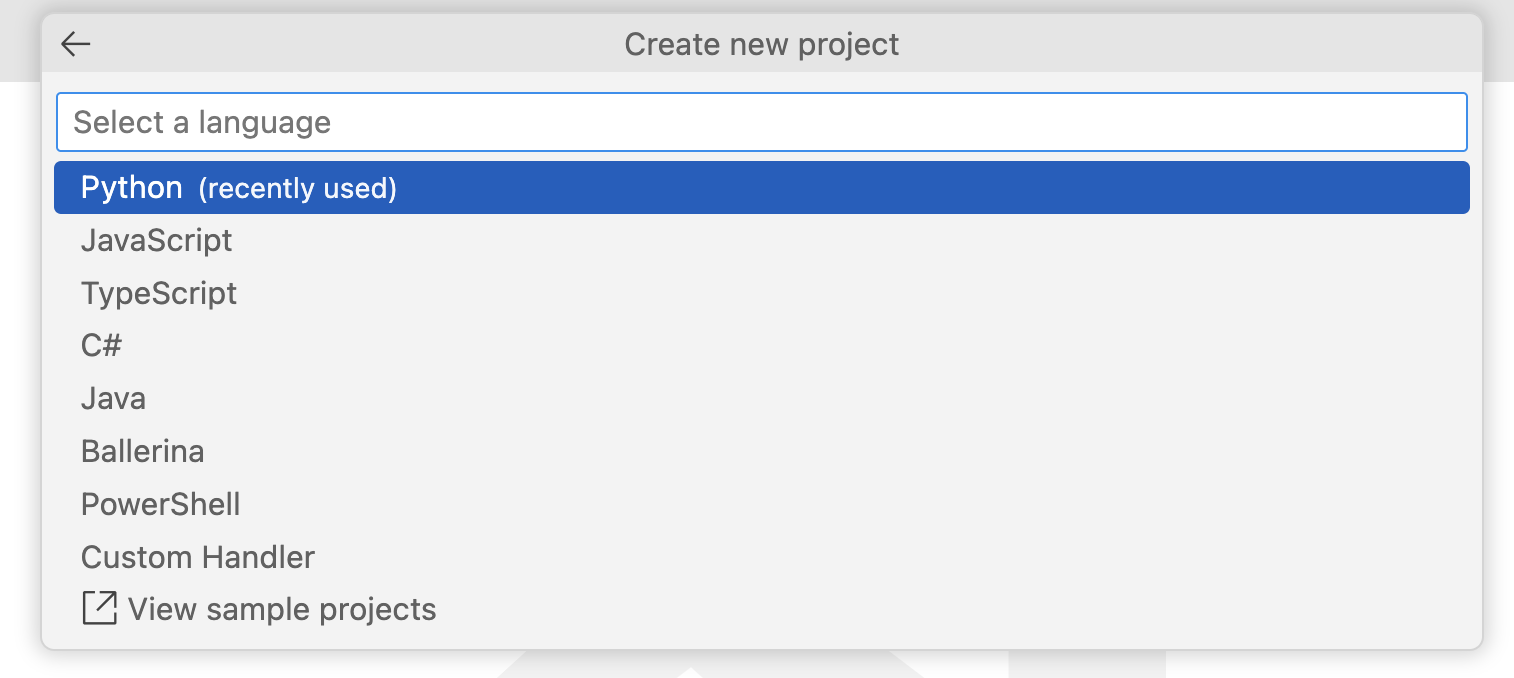 Create new project
Select a language
Python (recently used)
JavaScript
TypeScript
C#
Java
Ballerina
PowerShell
Custom Handler
View sample projects